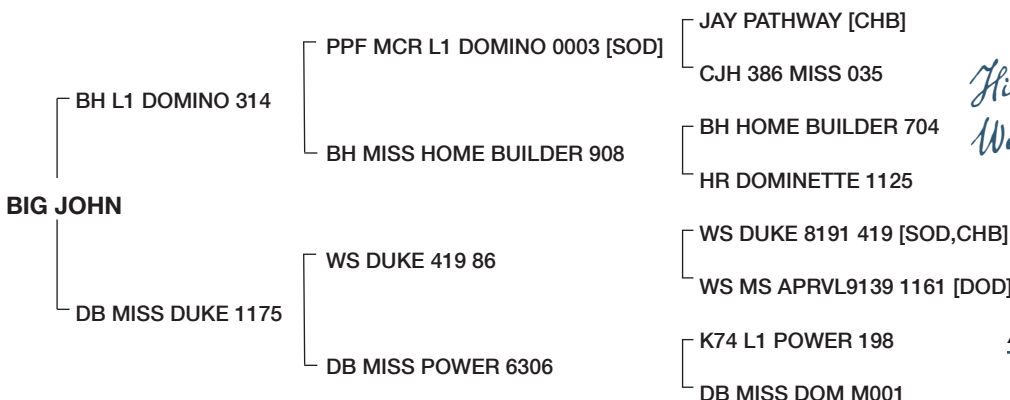 JAY PATHWAY [CHB]
PPF MCR L1 DOMINO 0003 [SOD]
CJH 386 MISS 035
BH L1 DOMINO 314
BH HOME BUILDER 704
BH MISS HOME BUILDER 908
HR DOMINETTE 1125
BIG JOHN
WS DUKE 8191 419 [SOD,CHB]
WS DUKE 419 86
WS MS APRVL9139 1161 [DOD]
DB MISS DUKE 1175
K74 L1 POWER 198
DB MISS POWER 6306
DB MISS DOM M001